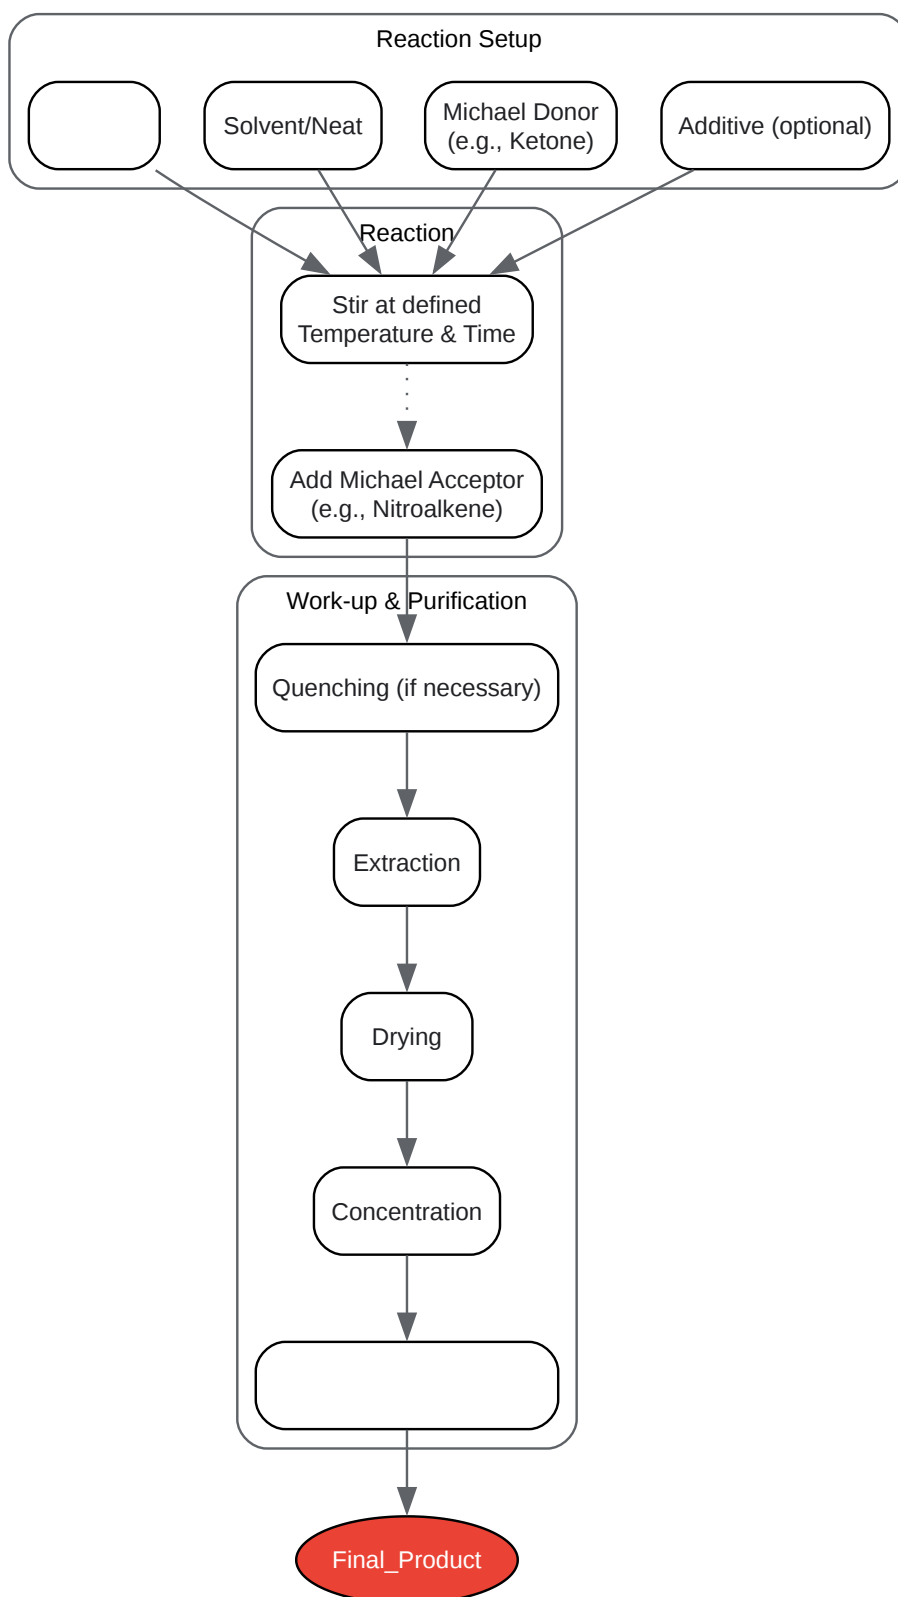 Reaction Setup
Solvent/Neat
Michael Donor
(e.g., Ketone)
Additive (optional)
Reaction
Stir at defined
Temperature & Time
Add Michael Acceptor
(e.g., Nitroalkene)
Work-up & Purification
Quenching (if necessary)
Extraction
Drying
Concentration
Final_Product